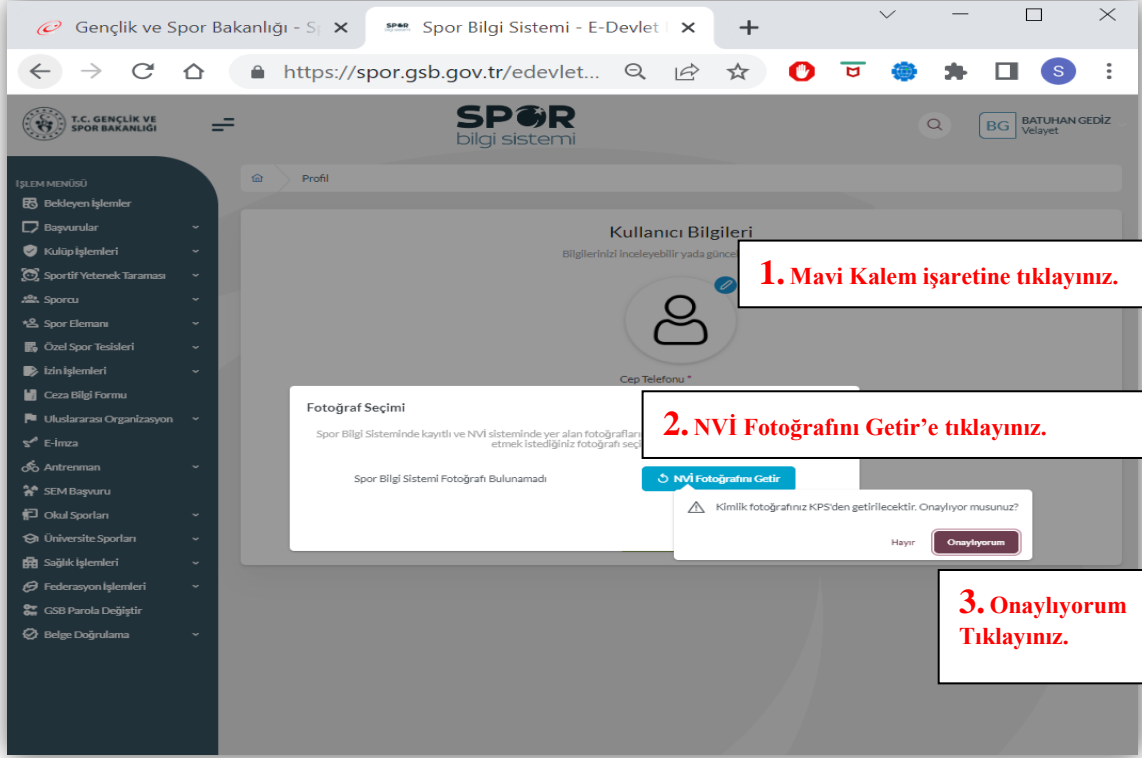 Gençlik ve Spor Bakanlığı - S
Spor Bilgi Sistemi - E-Devlet
https://spor.gsb.gov.tr/edevlet...
S
T.C. GENÇLİK VE
SPOR BAKANLIĞI
SPOR
bilgi sistemi
BG
BATUHAN GEDİZ
Velayet
İŞLEM MENÜSÜ
Bekleyen İşlemler
Başvurular
Kulüp İşlemleri
Sportif Yetenek Taraması
Sporcu
Spor Elemanı
Özel Spor Tesisleri
İzin İşlemleri
Ceza Bilgi Formu
Uluslararası Organizasyon
E-İmza
Antrenman
SEM Başvuru
Okul Sporları
Üniversite Sporları
Sağlık İşlemleri
Federasyon İşlemleri
GSB Parola Değiştir
Belge Doğrulama
Profil
Kullanıcı Bilgileri
Bilgilerinizi inceleyebilir yada günce
1. Mavi Kalem işaretine tıklayınız.
Cep Telefonu *
Fotoğraf Seçimi
Spor Bilgi Sisteminde kayıtlı ve NVİ sisteminde yer alan fotoğrafları
etmek istediğiniz fotoğrafı seçi
2. NVİ Fotoğrafını Getir’e tıklayınız.
Spor Bilgi Sistemi Fotoğrafı Bulunamadı
NVİ Fotoğrafını Getir
Kimlik fotoğrafınız KPS'den getirilecektir. Onaylıyor musunuz?
Hayır
Onaylıyorum
3. Onaylıyorum
Tıklayınız.